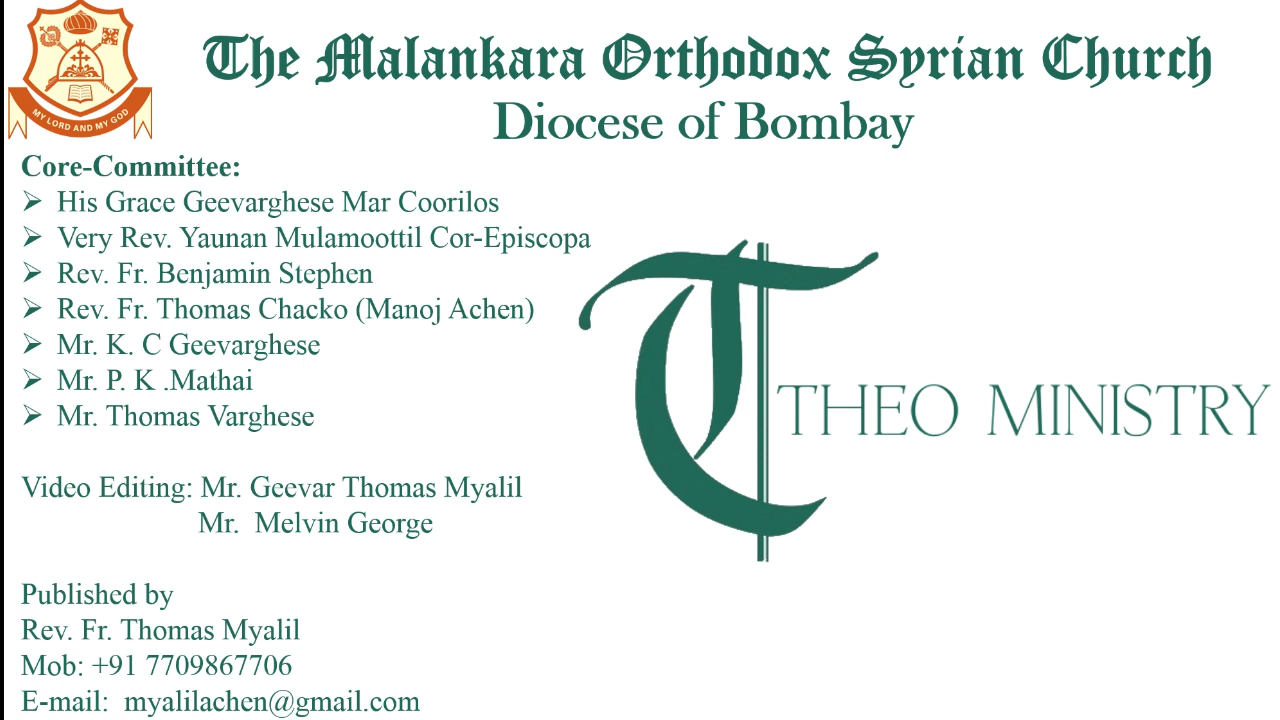 The Malankara Orthodox Syrian Church
Diocese of Bombay
MY LORD AND MY GOD
Core-Committee:
➢ His Grace Geevarghese Mar Coorilos
➢ Very Rev. Yaunan Mulamoottil Cor-Episcopa
➢ Rev. Fr. Benjamin Stephen
➢ Rev. Fr. Thomas Chacko (Manoj Achen)
➢ Mr. K. C Geevarghese
➢ Mr. P. K .Mathai
➢ Mr. Thomas Varghese
T THEO MINISTRY
Video Editing: Mr. Geevar Thomas Myalil
Mr.  Melvin George
Published by
Rev. Fr. Thomas Myalil
Mob: +91 7709867706
E-mail:  myalilachen@gmail.com